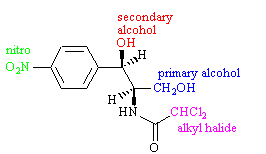 secondary
alcohol
nitro
OH
O₂N
H
primary alcohol
CH₂OH
H
HN
CHCl₂
alkyl halide
O